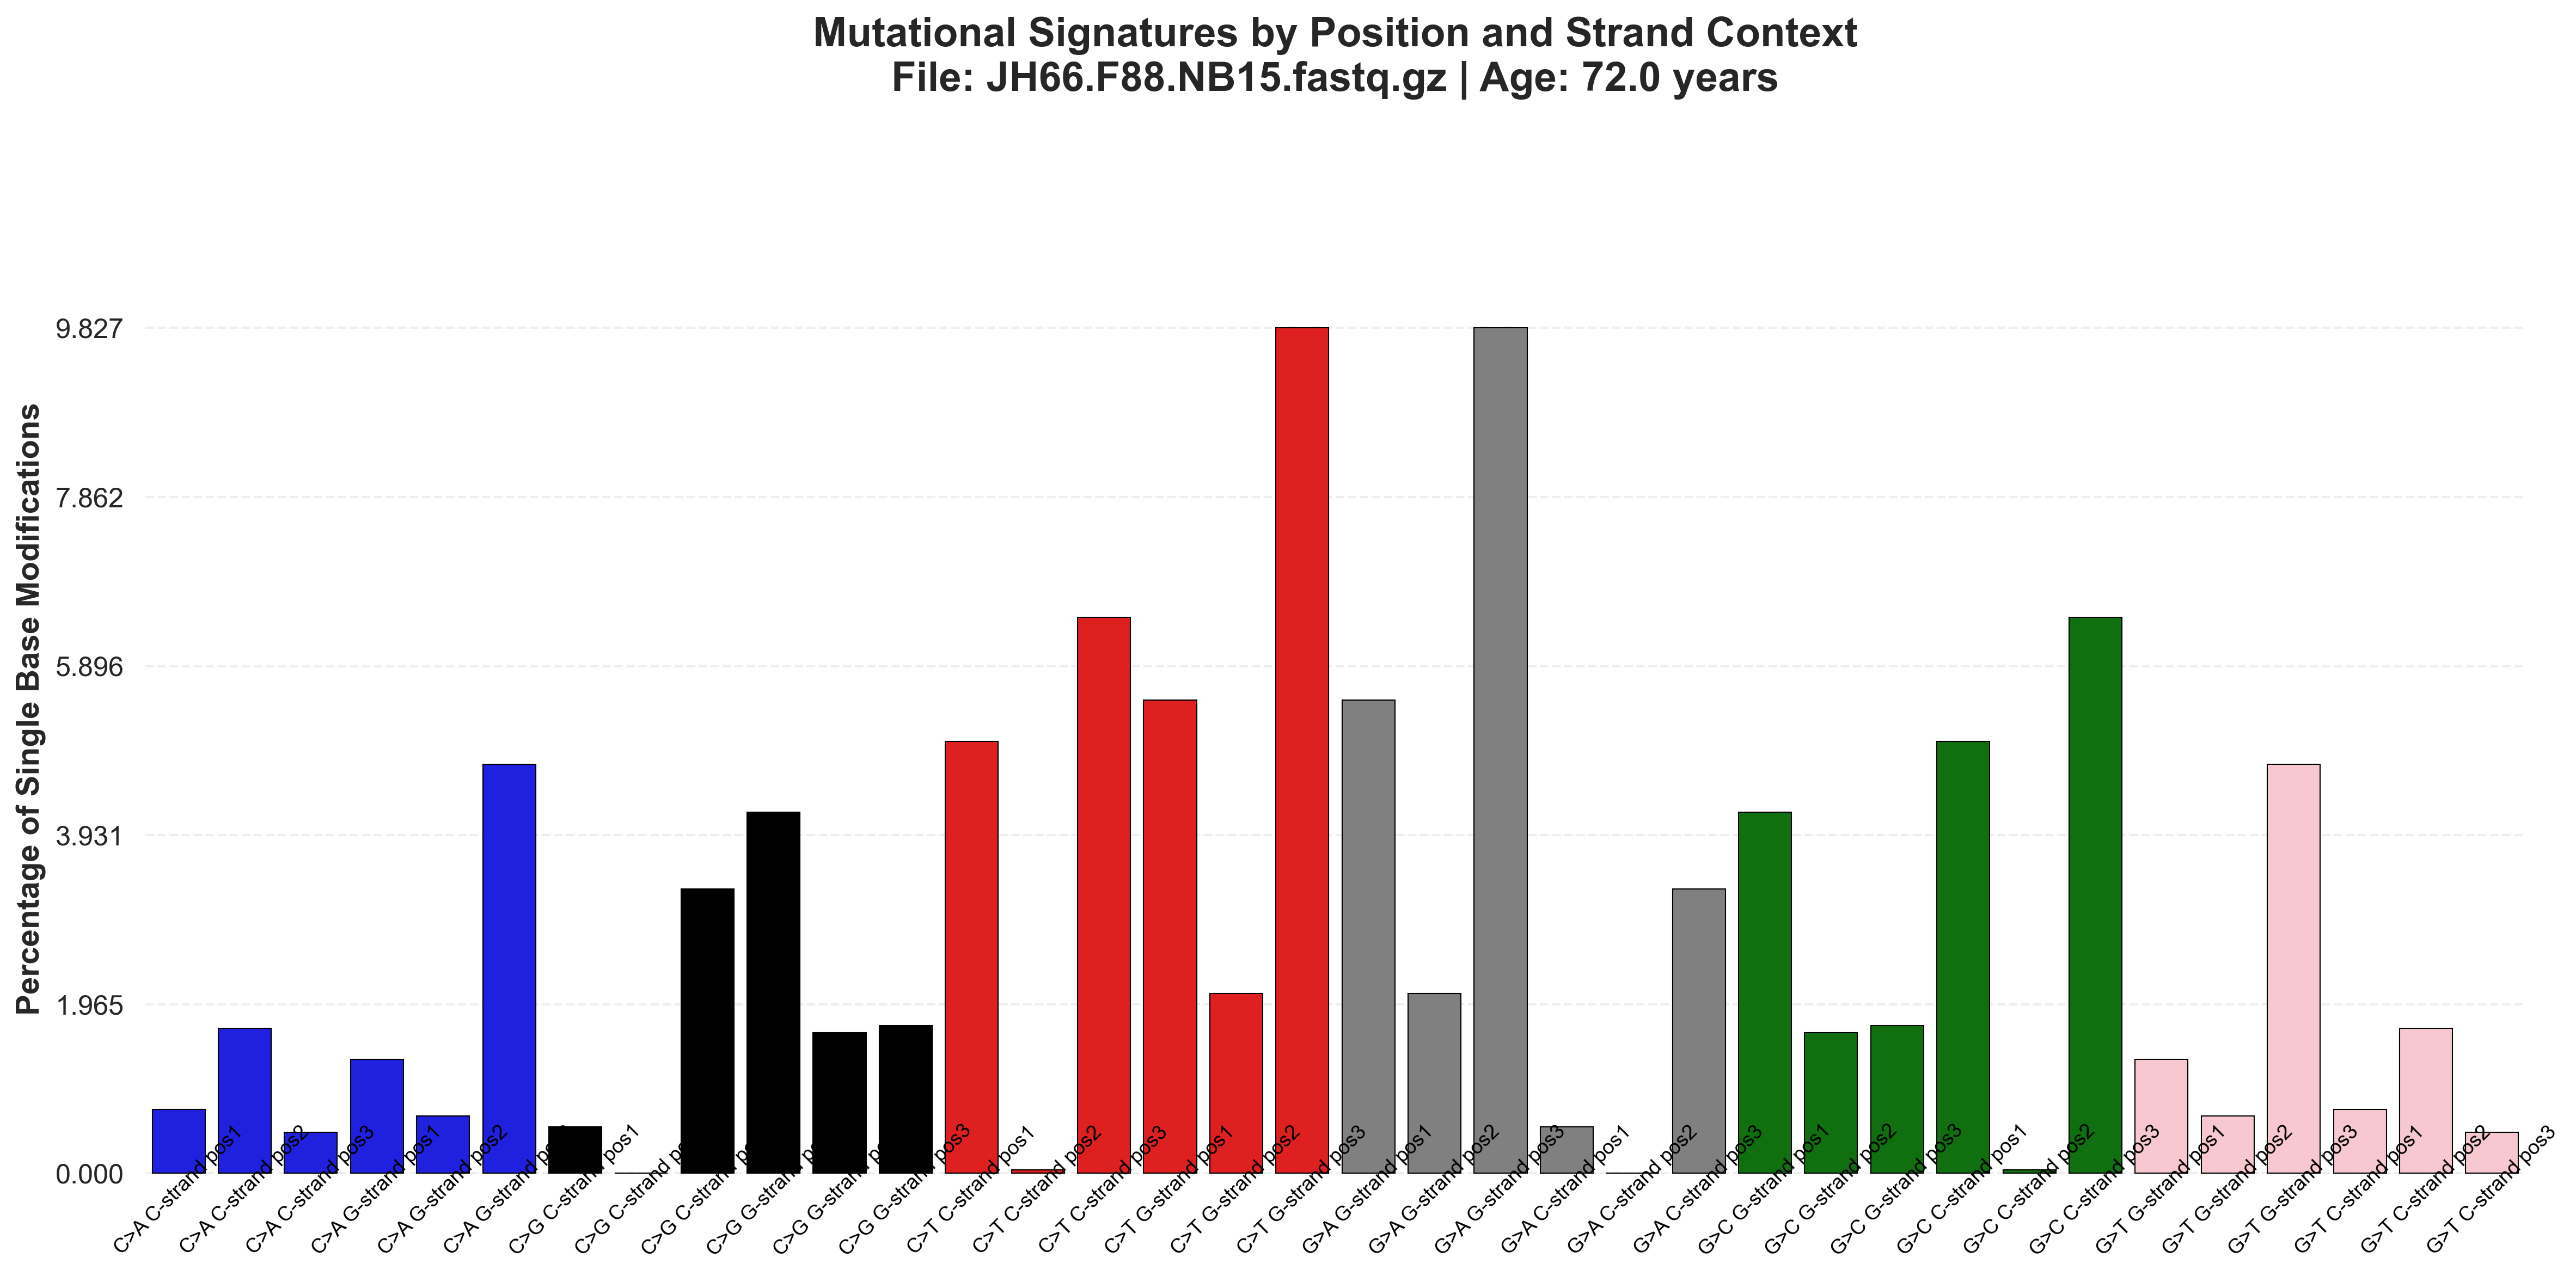 Mutational Signatures by Position and Strand Context
File: JH66.F88.NB15.fastq.gz | Age: 72.0 years
Percentage of Single Base Modifications
9.827
7.862
5.896
3.931
1.965
0.000
C>A C-strand pos1
C>A C-strand pos2
C>A C-strand pos3
C>A G-strand pos1
C>A G-strand pos2
C>A G-strand
C>G C-strand pos1
C>G C-strand
C>G C-strand
C>G G-strand
C>G G-strand
C>G G-strand pos3
C>T C-strand pos1
C>T C-strand pos2
C>T C-strand pos3
C>T G-strand pos1
C>T G-strand pos2
C>T G-strand pos3
G>A G-strand pos1
G>A G-strand pos2
G>A G-strand pos3
G>A C-strand pos1
G>A C-strand pos2
G>A C-strand pos3
G>C G-strand pos1
G>C G-strand pos2
G>C G-strand pos3
G>C C-strand pos1
G>C C-strand pos2
G>C C-strand pos3
G>T G-strand pos1
G>T G-strand pos2
G>T G-strand pos3
G>T C-strand pos1
G>T C-strand pos2
G>T C-strand pos3